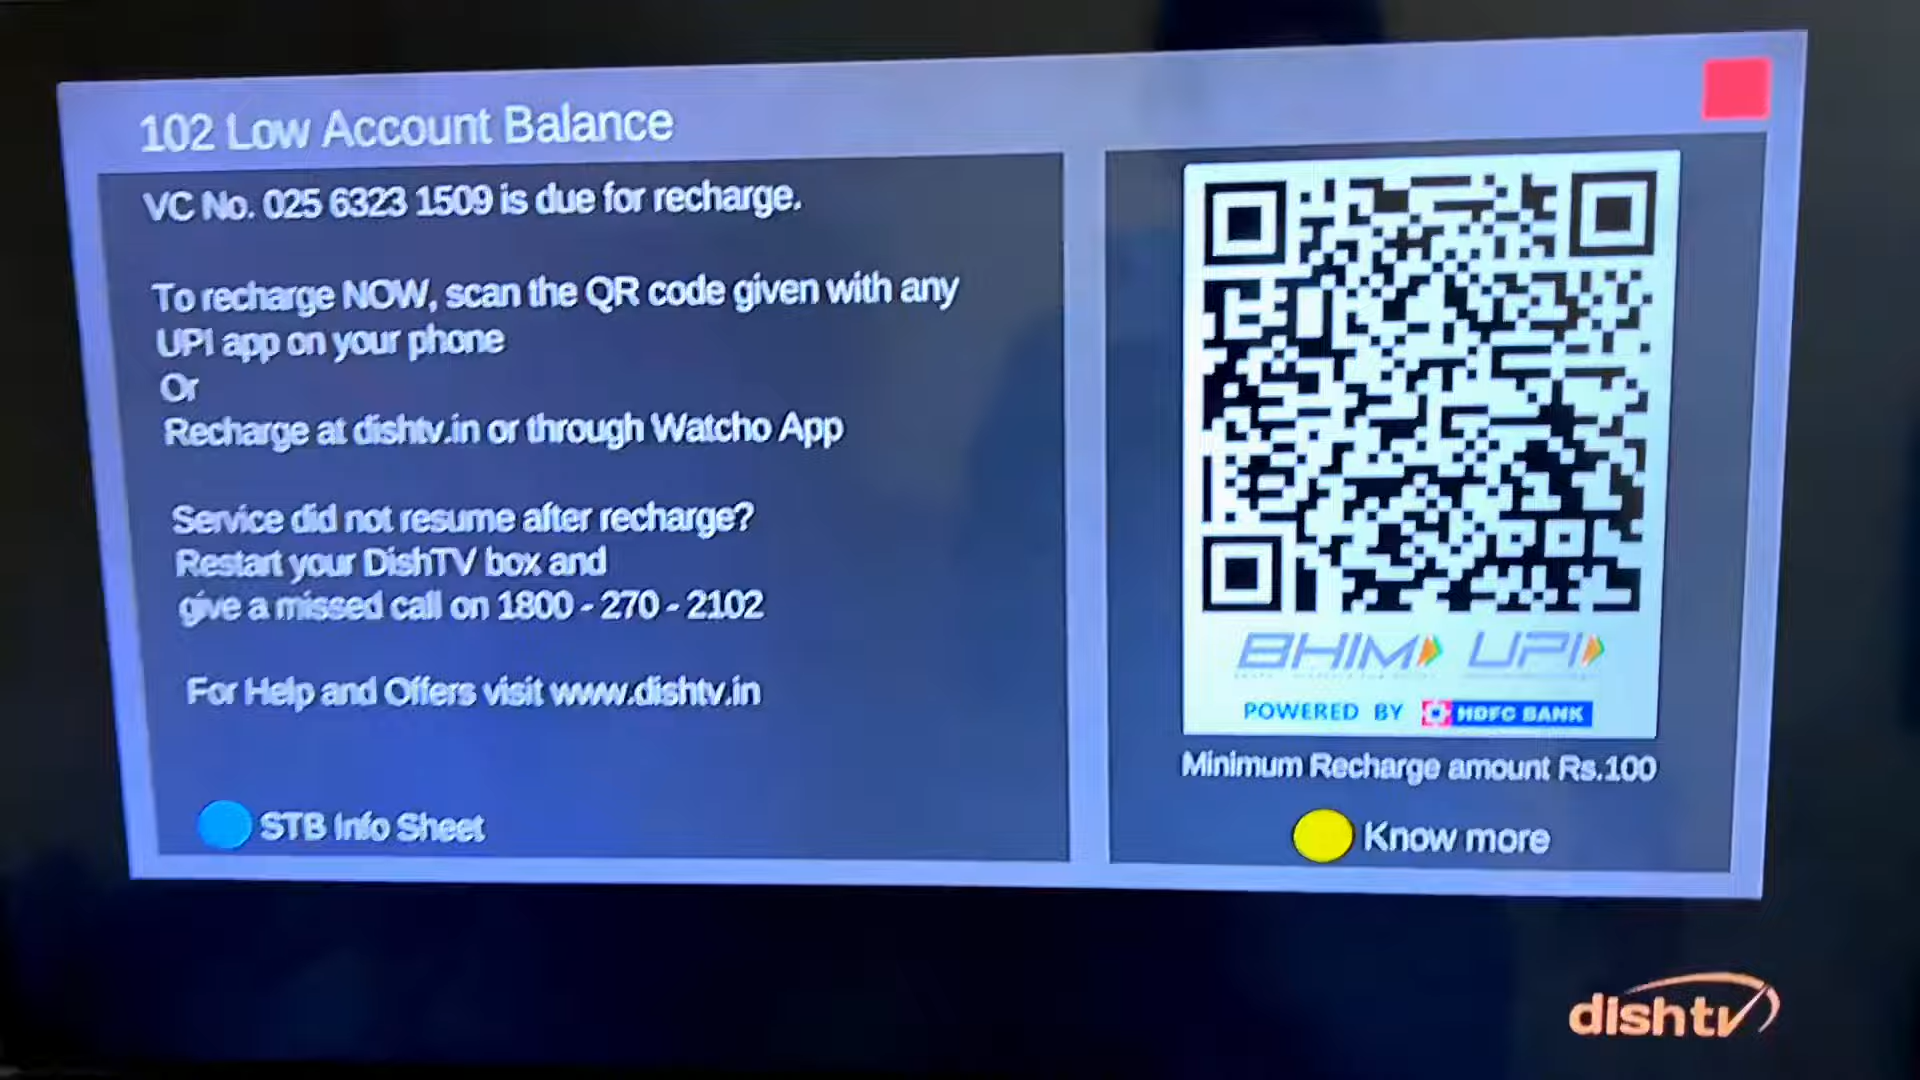 102 Low Account Balance
VC No. 025 6323 1509 is due for recharge.
To recharge NOW, scan the QR code given with any
UPI app on your phone
Or
Recharge at dishtv.in or through Watcho App
Service did not resume after recharge?
Restart your DishTV box and
give a missed call on 1800 - 270 - 2102
For Help and Offers visit www.dishtv.in
STB Info Sheet
BHIM UPI
POWERED BY HDFC BANK
Minimum Recharge amount Rs.100
Know more
dishtv